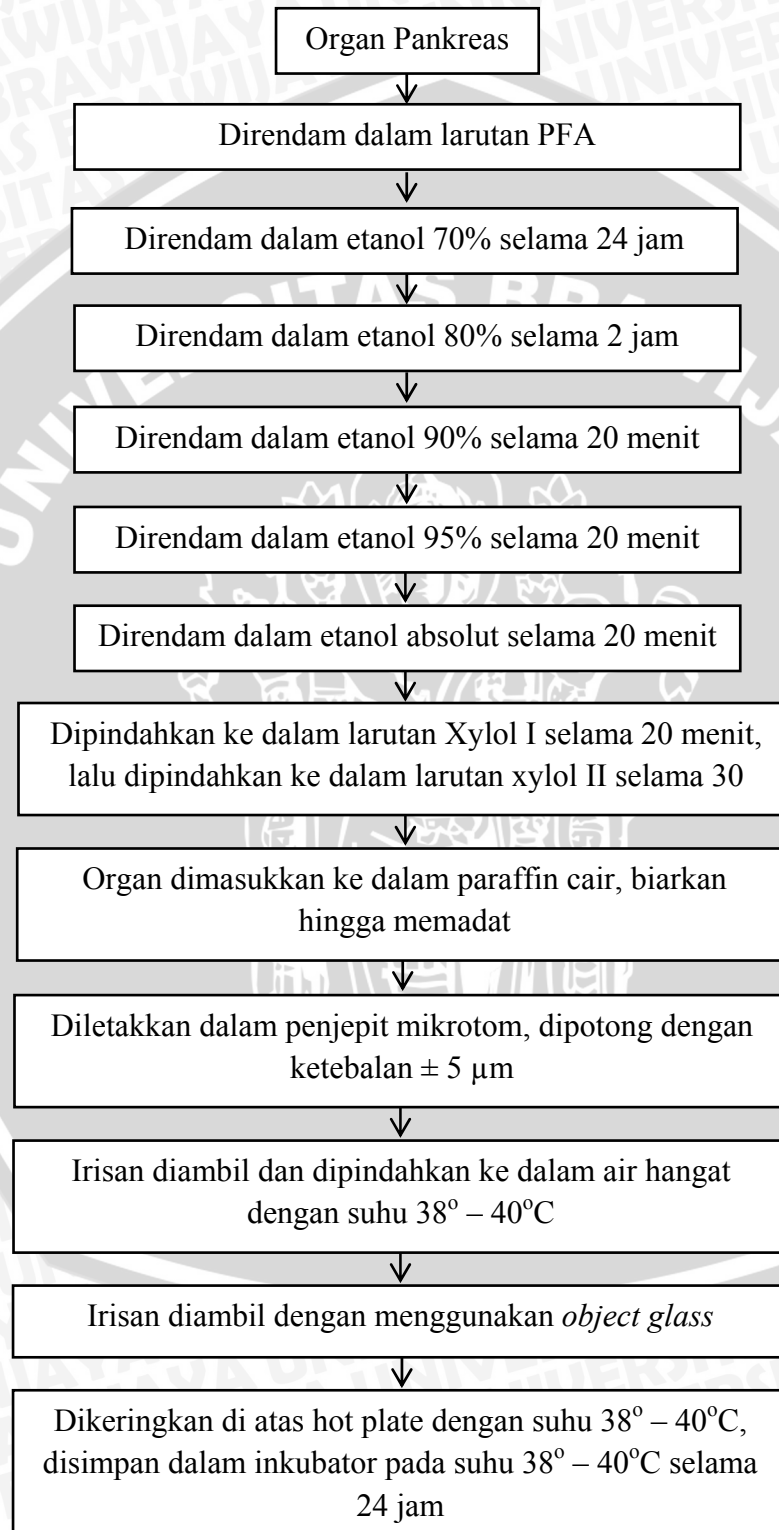 Organ Pankreas
Direndam dalam larutan PFA
Direndam dalam etanol 70% selama 24 jam
Direndam dalam etanol 80% selama 2 jam
Direndam dalam etanol 90% selama 20 menit
Direndam dalam etanol 95% selama 20 menit
Direndam dalam etanol absolut selama 20 menit
Dipindahkan ke dalam larutan Xylol I selama 20 menit,
lalu dipindahkan ke dalam larutan xylol II selama 30
Organ dimasukkan ke dalam paraffin cair, biarkan
hingga memadat
Diletakkan dalam penjepit mikrotom, dipotong dengan
ketebalan ± 5 µm
Irisan diambil dan dipindahkan ke dalam air hangat
dengan suhu 38° – 40°C
Irisan diambil dengan menggunakan object glass
Dikeringkan di atas hot plate dengan suhu 38° – 40°C,
disimpan dalam inkubator pada suhu 38° – 40°C selama
24 jam